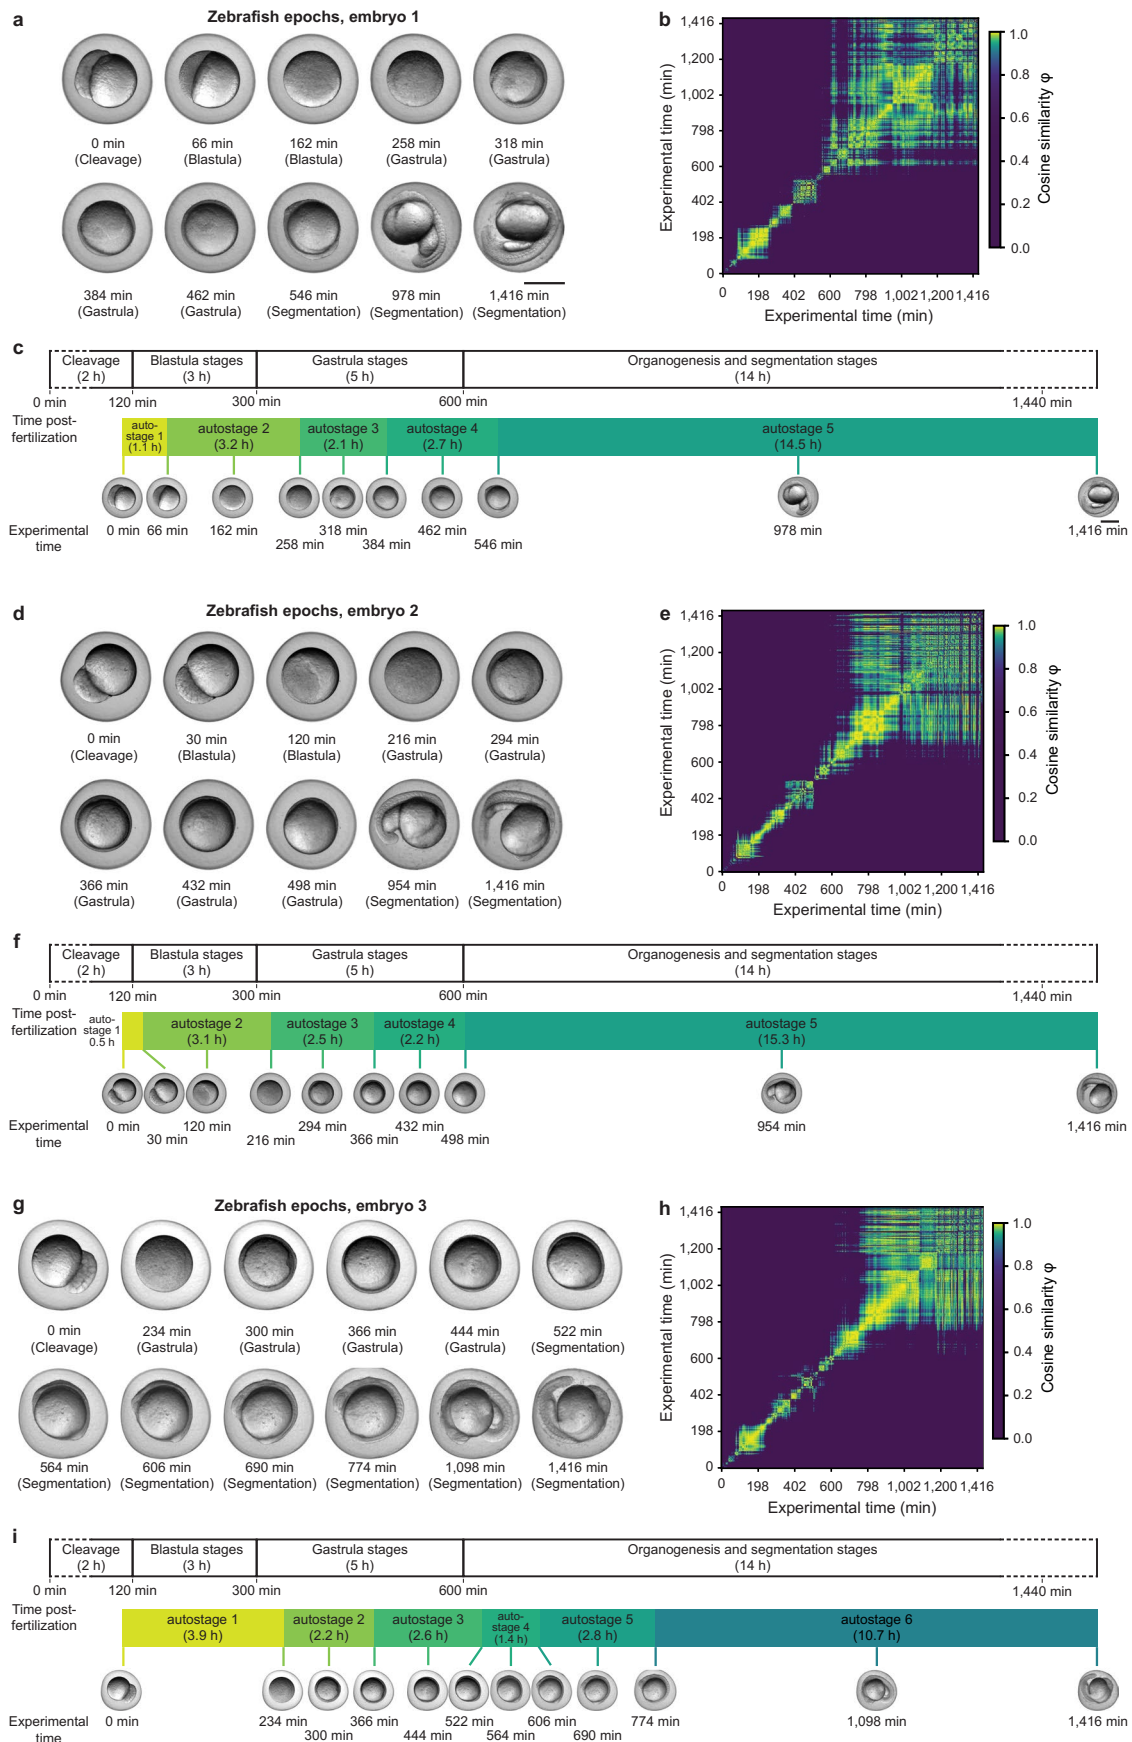 a
Zebrafish epochs, embryo 1
0 min
(Cleavage)
66 min
(Blastula)
162 min
(Blastula)
258 min
(Gastrula)
318 min
(Gastrula)
384 min
(Gastrula)
462 min
(Gastrula)
546 min
(Segmentation)
978 min
(Segmentation)
1,416 min
(Segmentation)
b
Experimental time (min)
1,416
1,200
1,002
798
600
402
198
0
0 198 402 600 798 1,002 1,200 1,416
Experimental time (min)
1.0
0.8
0.6
0.4
0.2
0.0
Cosine similarity φ
c
Cleavage
(2 h)
Blastula stages
(3 h)
Gastrula stages
(5 h)
Organogenesis and segmentation stages
(14 h)
0 min 120 min 300 min 600 min 1,440 min
Time post-
fertilization
auto-
stage 1
(1.1 h)
autostage 2
(3.2 h)
autostage 3
(2.1 h)
autostage 4
(2.7 h)
autostage 5
(14.5 h)
Experimental
time
0 min 66 min 162 min 258 min 318 min 384 min 462 min 546 min 978 min 1,416 min
d
Zebrafish epochs, embryo 2
0 min
(Cleavage)
30 min
(Blastula)
120 min
(Blastula)
216 min
(Gastrula)
294 min
(Gastrula)
366 min
(Gastrula)
432 min
(Gastrula)
498 min
(Gastrula)
954 min
(Segmentation)
1,416 min
(Segmentation)
e
Experimental time (min)
1,416
1,200
1,002
798
600
402
198
0
0 198 402 600 798 1,002 1,200 1,416
Experimental time (min)
1.0
0.8
0.6
0.4
0.2
0.0
Cosine similarity φ
f
Cleavage
(2 h)
Blastula stages
(3 h)
Gastrula stages
(5 h)
Organogenesis and segmentation stages
(14 h)
0 min 120 min 300 min 600 min 1,440 min
Time post-
fertilization
auto-
stage 1
0.5 h
autostage 2
(3.1 h)
autostage 3
(2.5 h)
autostage 4
(2.2 h)
autostage 5
(15.3 h)
Experimental
time
0 min 30 min 120 min 216 min 294 min 366 min 432 min 498 min 954 min 1,416 min
g
Zebrafish epochs, embryo 3
0 min
(Cleavage)
234 min
(Gastrula)
300 min
(Gastrula)
366 min
(Gastrula)
444 min
(Gastrula)
522 min
(Segmentation)
564 min
(Segmentation)
606 min
(Segmentation)
690 min
(Segmentation)
774 min
(Segmentation)
1,098 min
(Segmentation)
1,416 min
(Segmentation)
h
Experimental time (min)
1,416
1,200
1,002
798
600
402
198
0
0 198 402 600 798 1,002 1,200 1,416
Experimental time (min)
1.0
0.8
0.6
0.4
0.2
0.0
Cosine similarity φ
i
Cleavage
(2 h)
Blastula stages
(3 h)
Gastrula stages
(5 h)
Organogenesis and segmentation stages
(14 h)
0 min 120 min 300 min 600 min 1,440 min
Time post-
fertilization
autostage 1
(3.9 h)
autostage 2
(2.2 h)
autostage 3
(2.6 h)
auto-
stage 4
(1.4 h)
autostage 5
(2.8 h)
autostage 6
(10.7 h)
Experimental
time
0 min 234 min 300 min 366 min 444 min 522 min 564 min 606 min 690 min 774 min 1,098 min 1,416 min